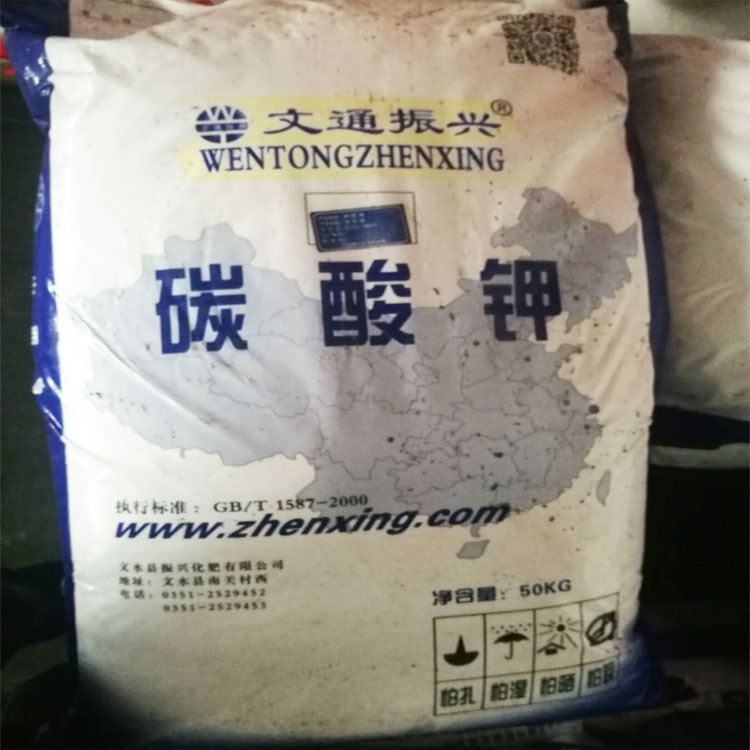 文通振兴®
WENTONGZHENXING
碳酸钾
执行标准：GB/T 1587-2000
www.zhenxing.com
文水县振兴化肥有限公司
地址：文水县南关村西
电话：0351-2529452
0351-2529453
净含量：50KG
怕扎 怕湿 怕晒